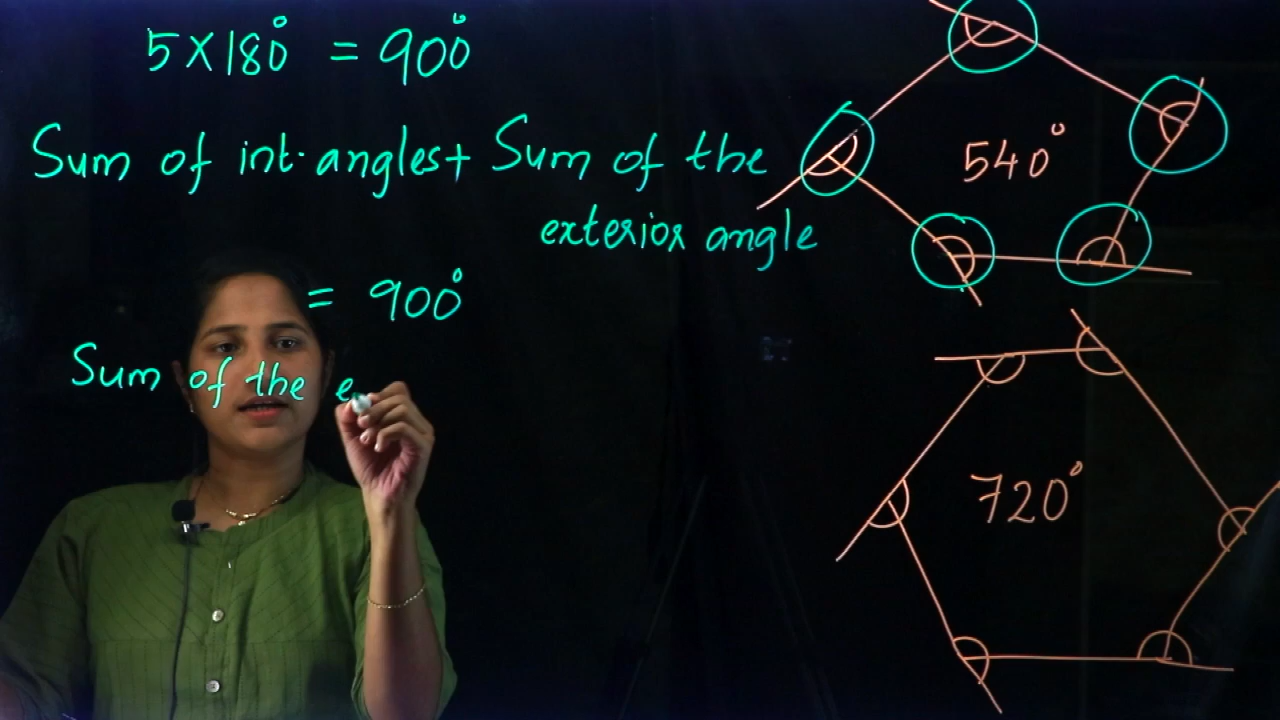 5 X 180° = 900°
Sum of int. angles + Sum of the
exterior angle
= 900°
Sum of the e
540°
720°